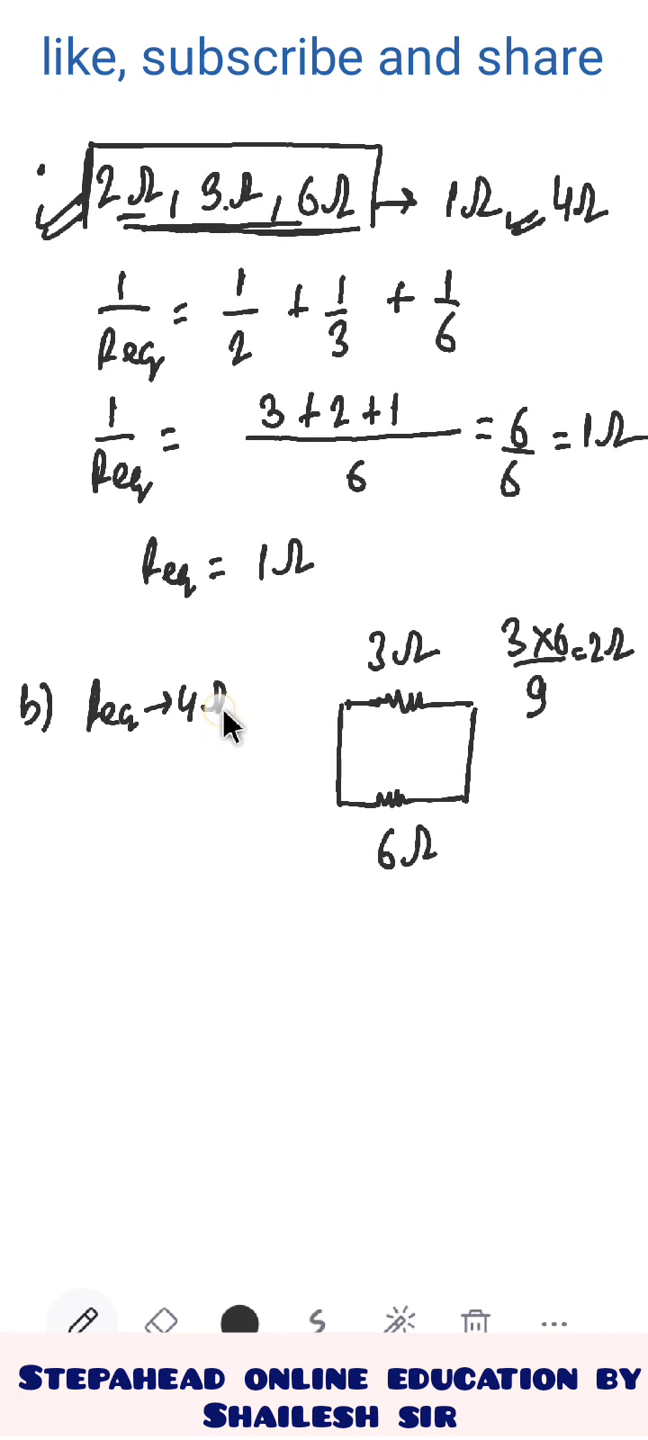 like, subscribe and share
i 2Ω, 3Ω, 6Ω → 1Ω, 4Ω
1/Req = 1/2 + 1/3 + 1/6
1/Req = 3+2+1/6 = 6/6 = 1Ω
Req = 1Ω
3Ω 3×6/9=2Ω
b) Req→4Ω
6Ω
STEPAHEAD ONLINE EDUCATION BY
SHAILESH SIR